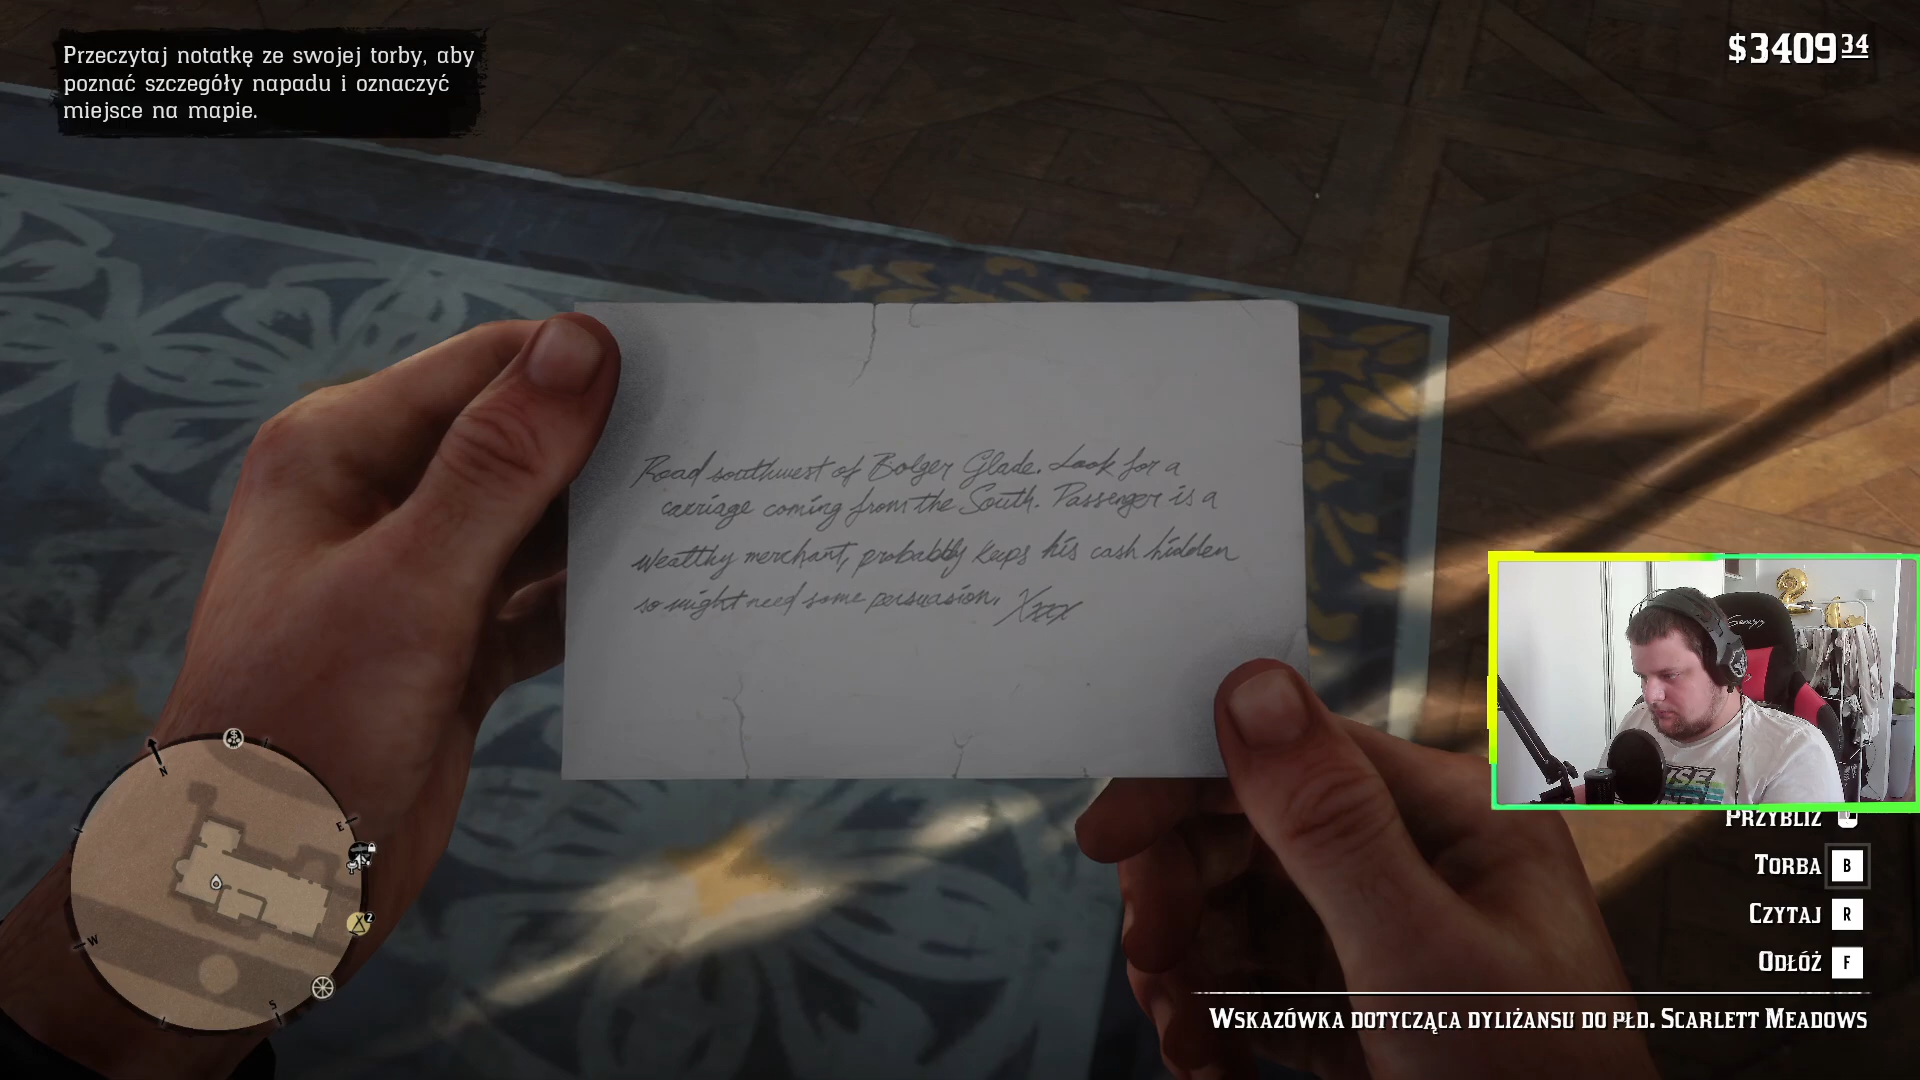 Przeczytaj notatkę ze swojej torby, aby
poznać szczegóły napadu i oznaczyć
miejsce na mapie.
$3409 34
Road southwest of Bolger Glade. Look for a
carriage coming from the South. Passenger is a
wealthy merchant, probably keeps his cash hidden
so might need some persuasion. Xxxx
N
E
W
S
2
PRZYBLIŻ
TORBA B
CZYTAJ R
ODŁÓŻ F
WSKAZÓWKA DOTYCZĄCA DYLIŻANSU DO PŁD. SCARLETT MEADOWS